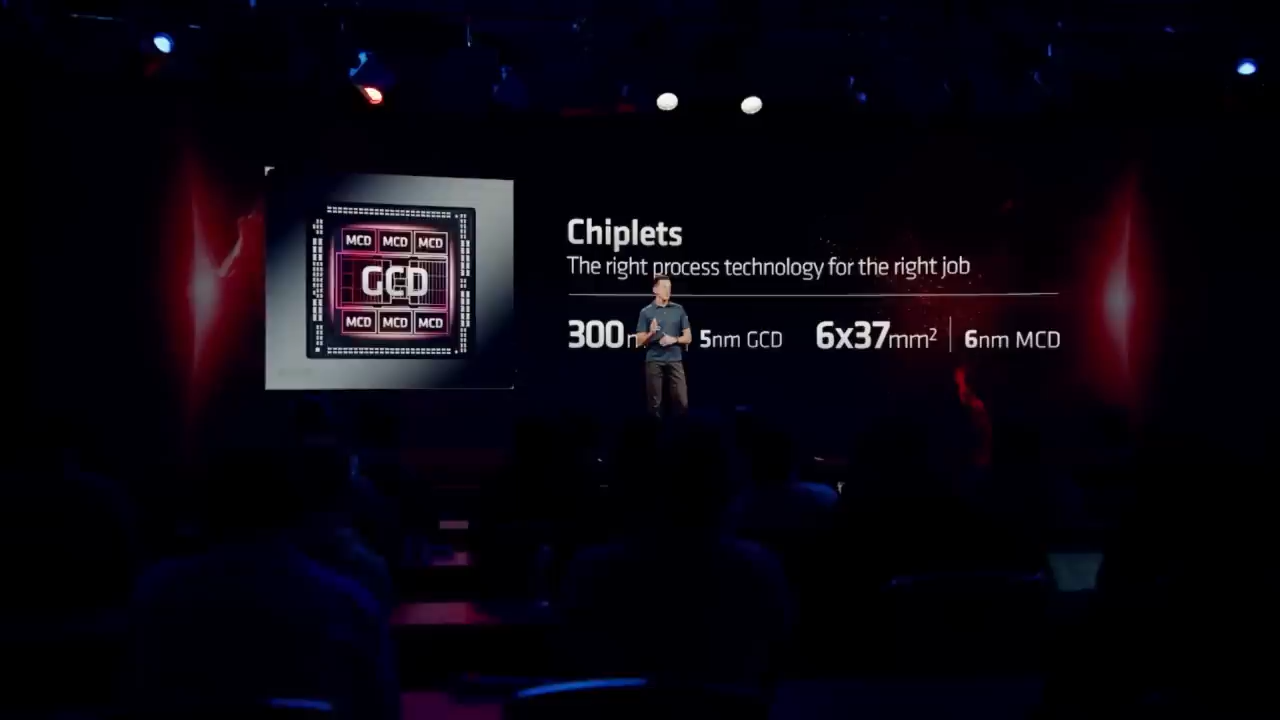 MCD MCD MCD
GCD
MCD MCD MCD
Chiplets
The right process technology for the right job
300 5nm GCD 6x37mm² 6nm MCD